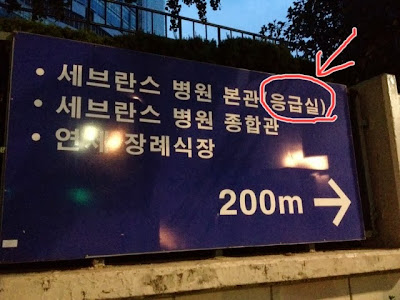 • 세브란스 병원 본관(응급실)
• 세브란스 병원 종합관
• 장례식장
200m →